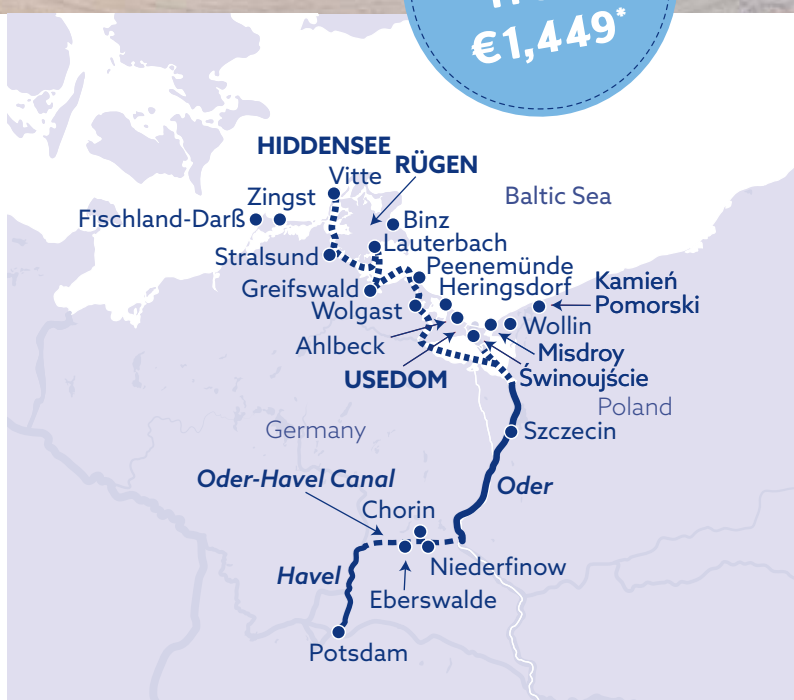 €1,449*
HIDDENSEE
RÜGEN
Vitte
Zingst
Baltic Sea
Fischland-Darß
Binz
Lauterbach
Stralsund
Peenemünde
Heringsdorf
Kamień
Pomorski
Greifswald
Wolgast
Wollin
Ahlbeck
Misdroy
USEDOM
Świnoujście
Poland
Germany
Szczecin
Oder-Havel Canal
Oder
Chorin
Niederfinow
Havel
Eberswalde
Potsdam